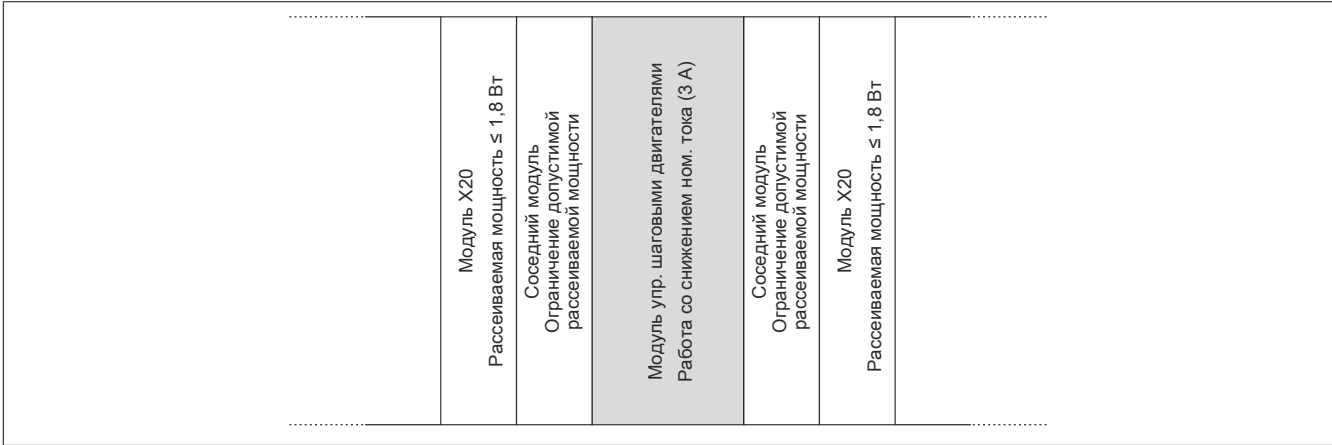 Модуль X20
Рассеиваемая мощность ≤ 1,8 Вт
Соседний модуль
Ограничение допустимой
рассеиваемой мощности
Модуль упр. шаговыми двигателями
Работа со снижением ном. тока (3 А)
Соседний модуль
Ограничение допустимой
рассеиваемой мощности
Модуль X20
Рассеиваемая мощность ≤ 1,8 Вт